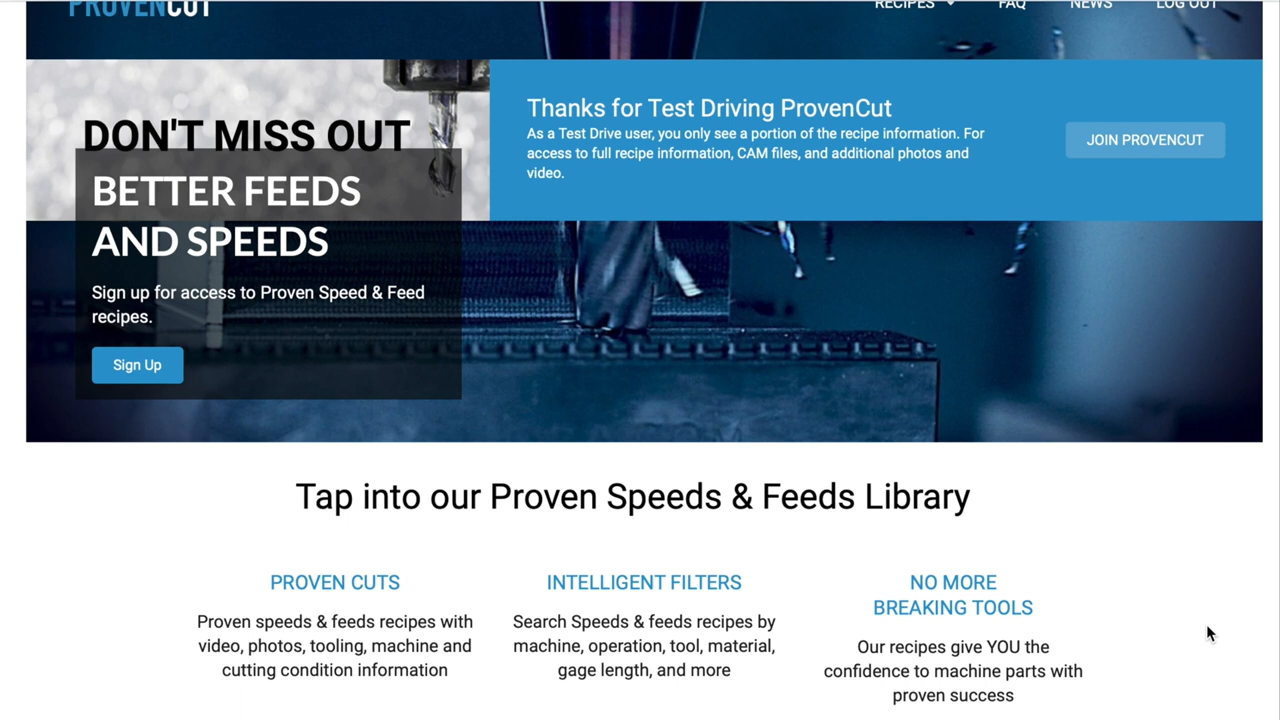 PROVENCUT
RECIPES FAQ NEWS LOG OUT
DON'T MISS OUT
BETTER FEEDS
AND SPEEDS
Sign up for access to Proven Speed & Feed
recipes.
Sign Up
Thanks for Test Driving ProvenCut
As a Test Drive user, you only see a portion of the recipe information. For
access to full recipe information, CAM files, and additional photos and
video.
JOIN PROVENCUT
Tap into our Proven Speeds & Feeds Library
PROVEN CUTS
Proven speeds & feeds recipes with
video, photos, tooling, machine and
cutting condition information
INTELLIGENT FILTERS
Search Speeds & feeds recipes by
machine, operation, tool, material,
gage length, and more
NO MORE
BREAKING TOOLS
Our recipes give YOU the
confidence to machine parts with
proven success